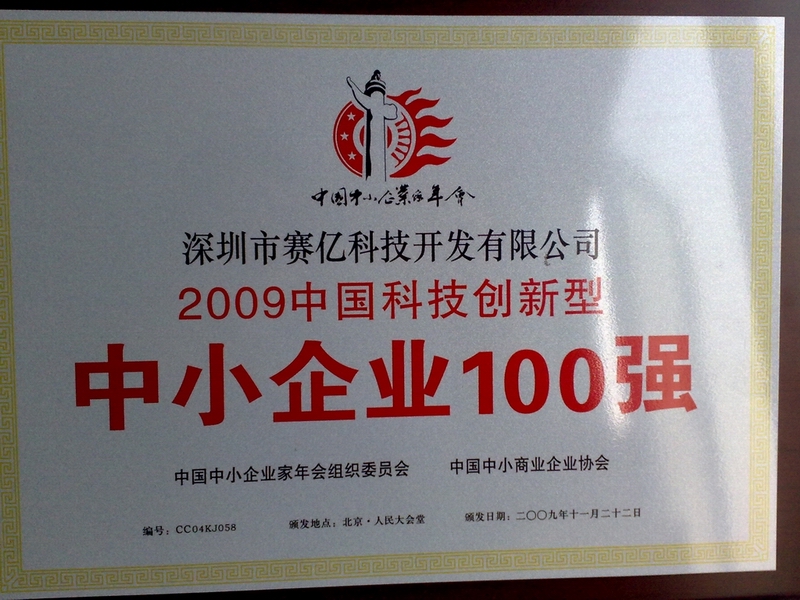 中国中小企業家年會
深圳市赛亿科技开发有限公司
2009中国科技创新型
中小企业100强
中国中小企业家年会组织委员会 中国中小商业企业协会
编号：CC04KJ058 颁发地点：北京·人民大会堂 颁发日期：二〇〇九年十一月二十二日